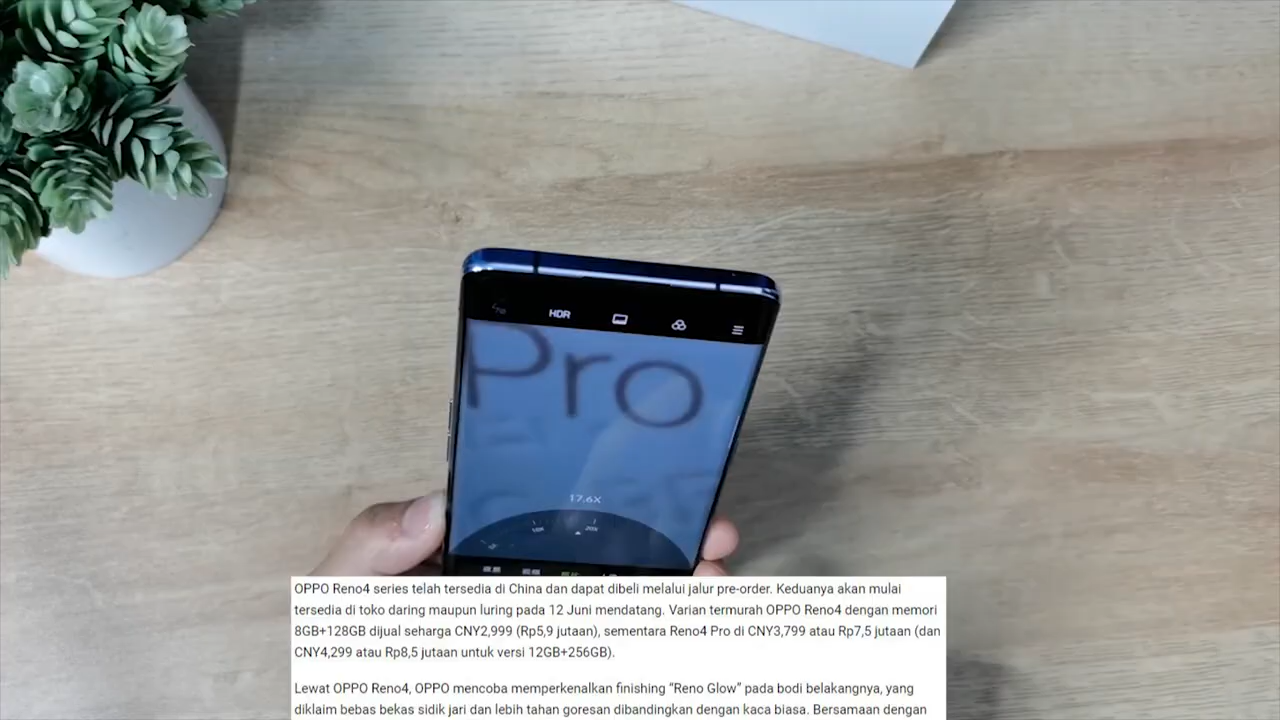 HDR
Pro
17.6X
10X
20X
OPPO Reno4 series telah tersedia di China dan dapat dibeli melalui jalur pre-order. Keduanya akan mulai
tersedia di toko daring maupun luring pada 12 Juni mendatang. Varian termurah OPPO Reno4 dengan memori
8GB+128GB dijual seharga CNY2,999 (Rp5,9 jutaan), sementara Reno4 Pro di CNY3,799 atau Rp7,5 jutaan (dan
CNY4,299 atau Rp8,5 jutaan untuk versi 12GB+256GB).
Lewat OPPO Reno4, OPPO mencoba memperkenalkan finishing “Reno Glow” pada bodi belakangnya, yang
diklaim bebas bekas sidik jari dan lebih tahan goresan dibandingkan dengan kaca biasa. Bersamaan dengan